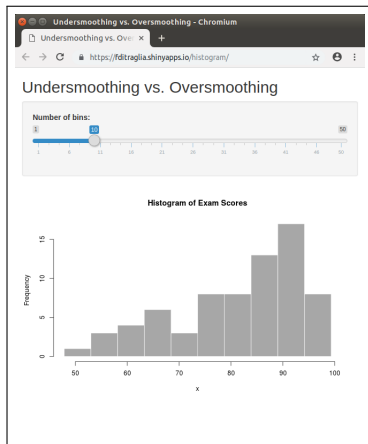 Undersmoothing vs. Oversmoothing - Chromium
Undersmoothing vs. Over
https://fditraglia.shinyapps.io/histogram/
Undersmoothing vs. Oversmoothing
Number of bins:
1 10 50
1 6 11 16 21 26 31 36 41 46 50
Histogram of Exam Scores
Frequency
15
10
5
0
50 60 70 80 90 100
x